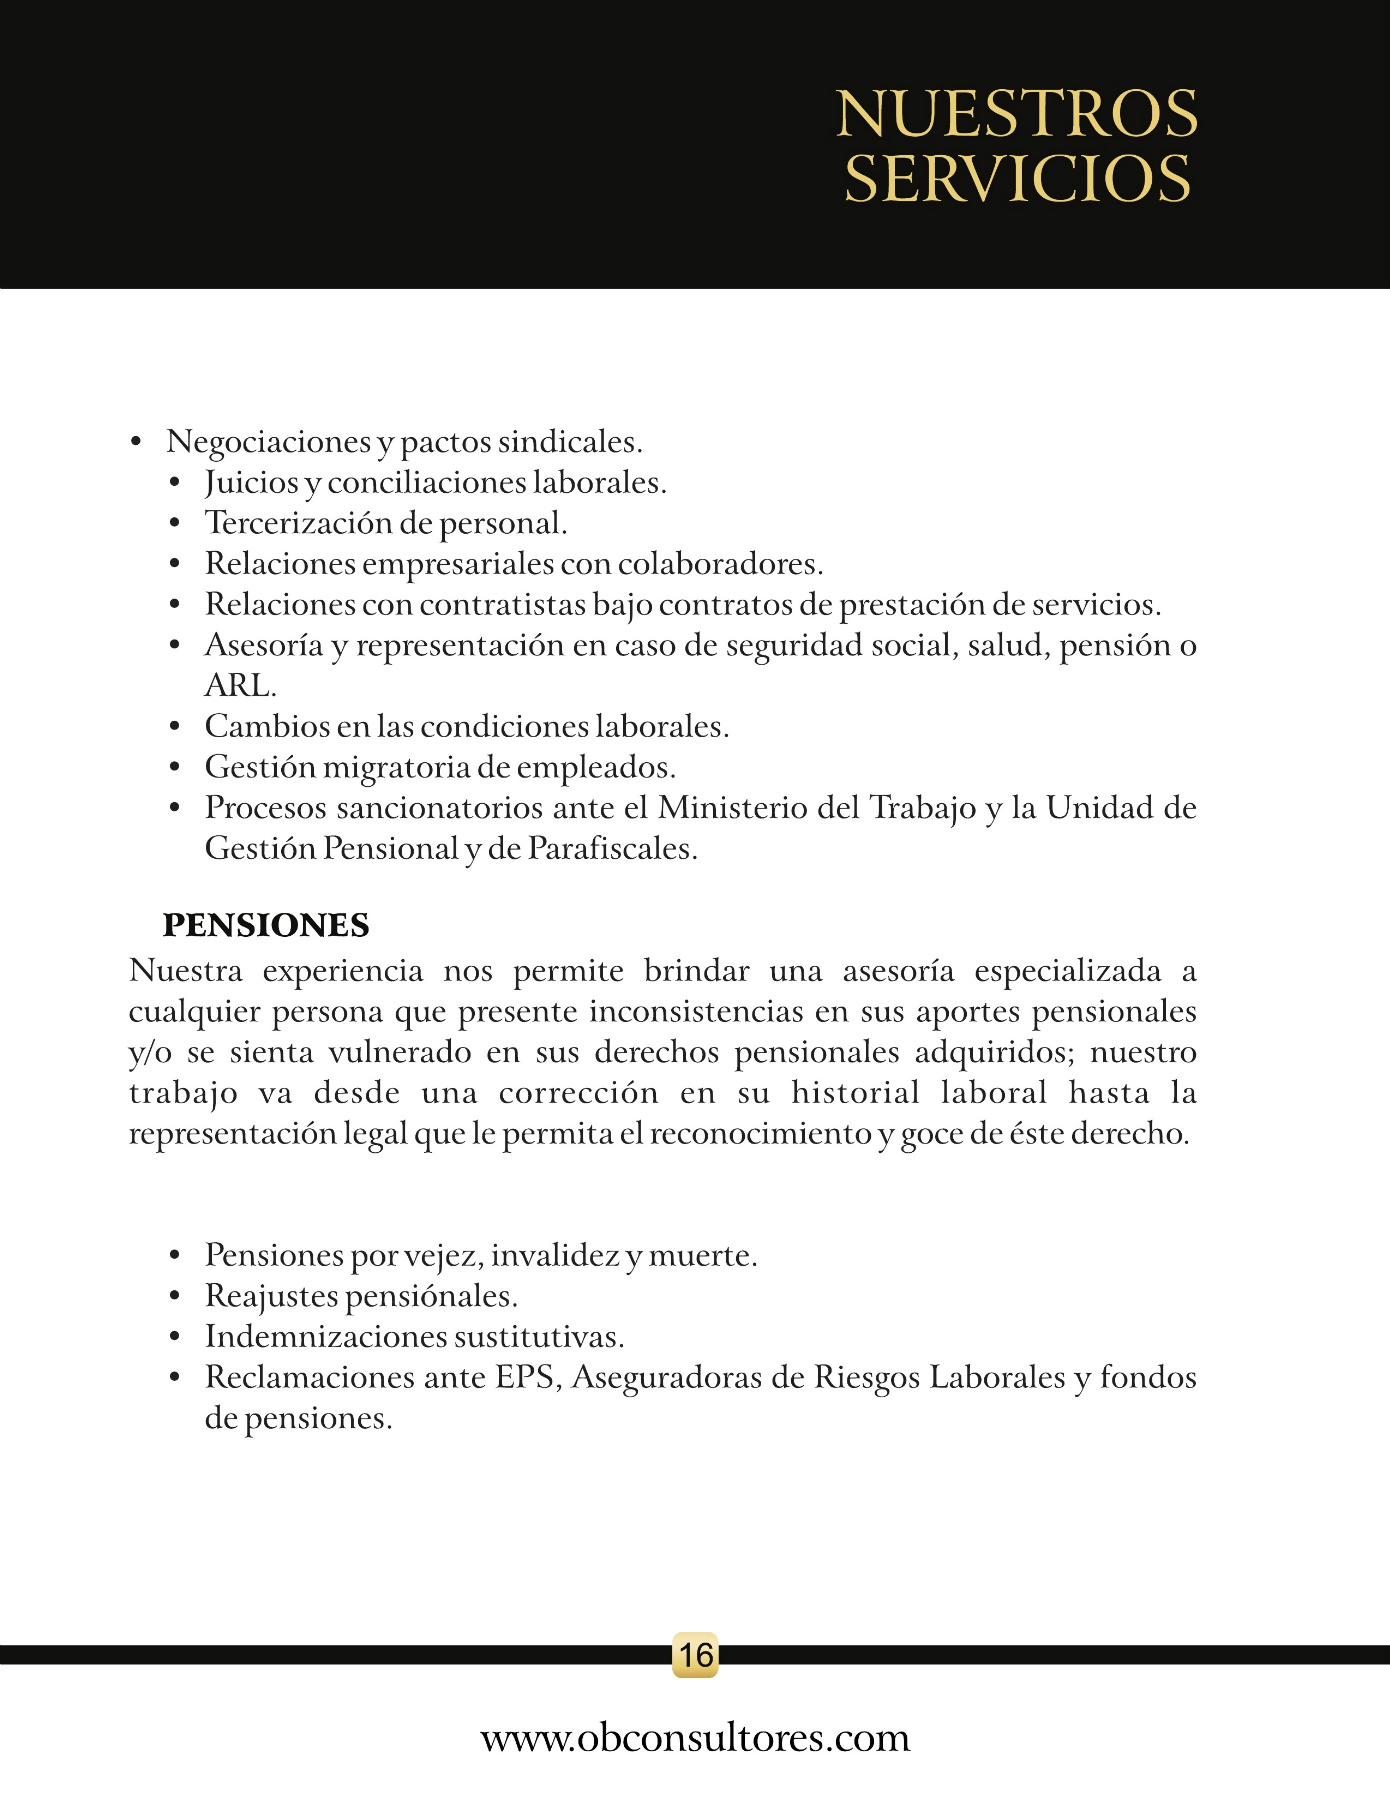 NUESTROS
SERVICIOS
• Negociaciones y pactos sindicales.
• Juicios y conciliaciones laborales.
• Tercerización de personal.
• Relaciones empresariales con colaboradores.
• Relaciones con contratistas bajo contratos de prestación de servicios.
• Asesoría y representación en caso de seguridad social, salud, pensión o
ARL.
• Cambios en las condiciones laborales.
• Gestión migratoria de empleados.
• Procesos sancionatorios ante el Ministerio del Trabajo y la Unidad de
Gestión Pensional y de Parafiscales.
PENSIONES
Nuestra experiencia nos permite brindar una asesoría especializada a
cualquier persona que presente inconsistencias en sus aportes pensionales
y/o se sienta vulnerado en sus derechos pensionales adquiridos; nuestro
trabajo va desde una corrección en su historial laboral hasta la
representación legal que le permita el reconocimiento y goce de éste derecho.
• Pensiones por vejez, invalidez y muerte.
• Reajustes pensiónales.
• Indemnizaciones sustitutivas.
• Reclamaciones ante EPS, Aseguradoras de Riesgos Laborales y fondos
de pensiones.
16
www.obconsultores.com